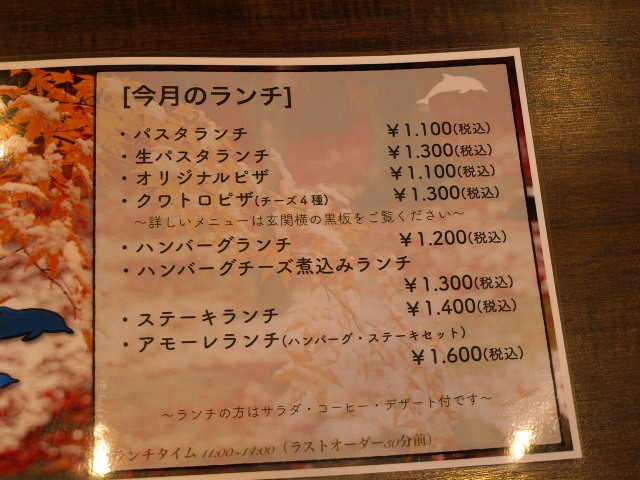 [今月のランチ]
・パスタランチ ￥1.100(税込)
・生パスタランチ ￥1.300(税込)
・オリジナルピザ ￥1.100(税込)
・クワトロピザ(チーズ４種) ￥1.300(税込)
～詳しいメニューは玄関横の黒板をご覧ください～
・ハンバーグランチ ￥1.200(税込)
・ハンバーグチーズ煮込みランチ
￥1.300(税込)
・ステーキランチ ￥1.400(税込)
・アモーレランチ(ハンバーグ・ステーキセット)
￥1.600(税込)
～ランチの方はサラダ・コーヒー・デザート付です～
ランチタイム 11:00~14:00（ラストオーダー30分前）